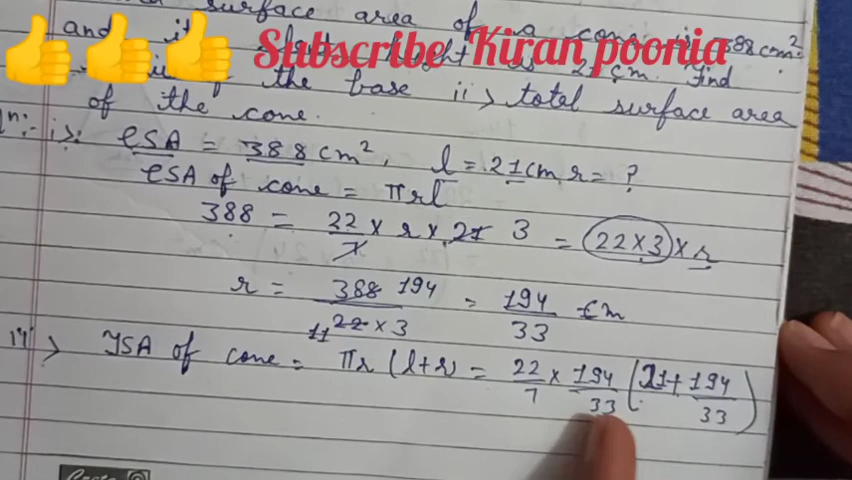 surface area of a cone is 388 cm²
and it slant height is 21 cm. Find
Subscribe Kiran poonia
the base ii > total surface area
of the cone.
i>: CSA = 388 cm², l = 21 cm r = ?
CSA of cone = πrl
388 = 22/7 × r × 21 3 = (22 × 3) × r
r = 388 194 / 11 22 × 3 = 194/33 cm
ii > TSA of cone = πr (l + r) = 22/7 × 194/33 (21 + 194/33)